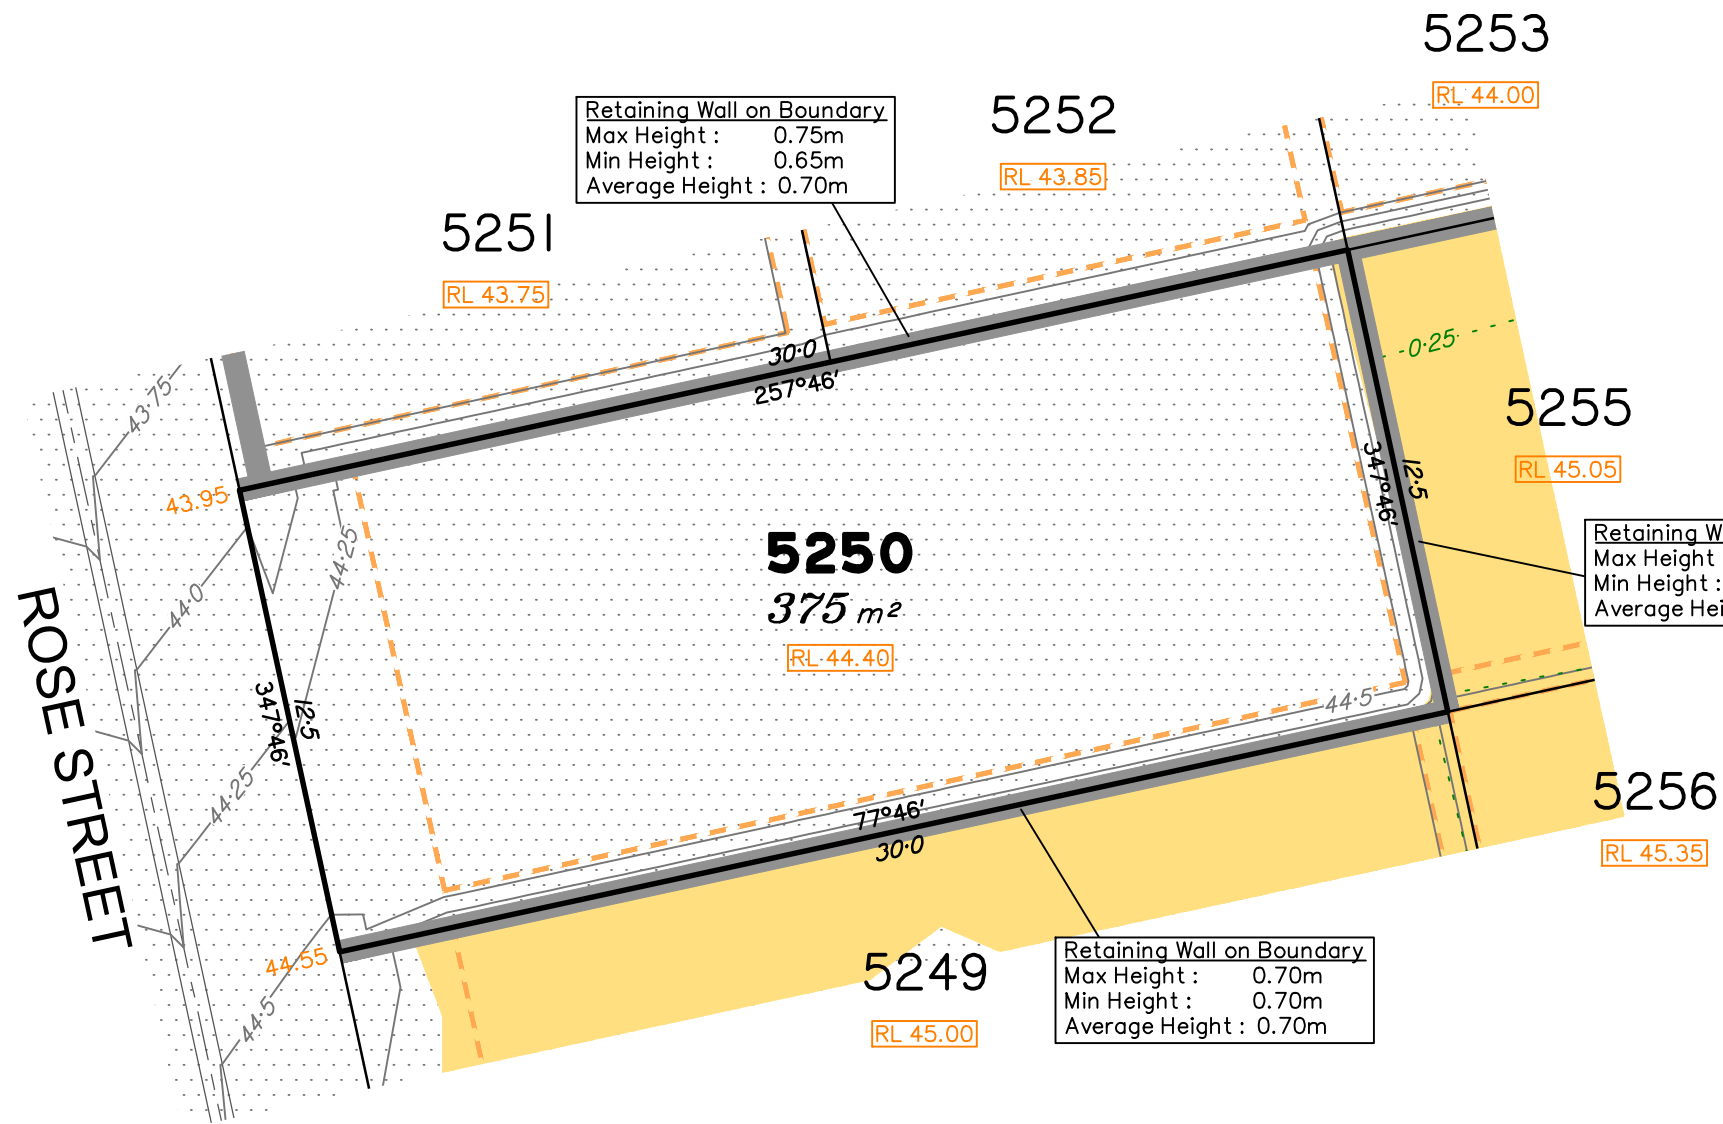 5253
RL 44.00
5252
RL 43.85
Retaining Wall on Boundary
Max Height : 0.75m
Min Height : 0.65m
Average Height : 0.70m
5251
RL 43.75
30·0
257°46'
43·75
0·25
5255
RL 45.05
43.95
347°46'
12·5
44·25
44·0
5250
375 m²
RL 44.40
Retaining W
Max Height
Min Height :
Average Hei
ROSE STREET
347°46'
12·5
44·5
44·25
77°46'
30·0
5256
RL 45.35
44.55
44·5
5249
RL 45.00
Retaining Wall on Boundary
Max Height : 0.70m
Min Height : 0.70m
Average Height : 0.70m